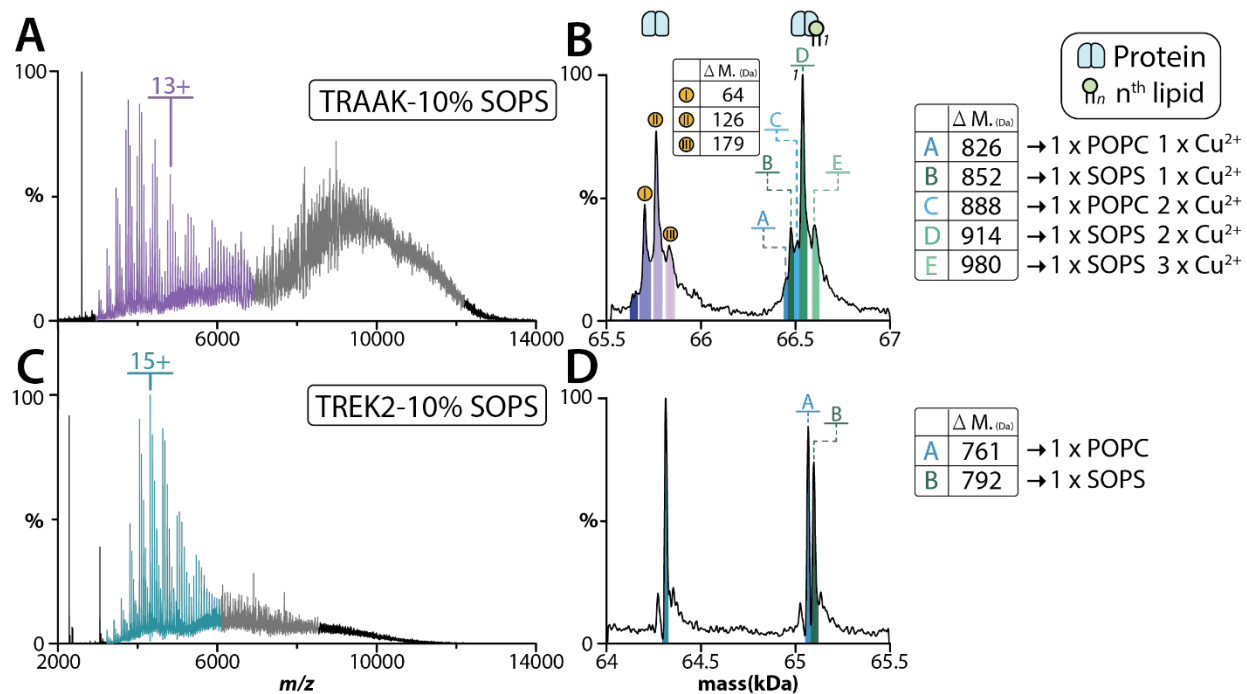 A
100
%
0
13+
TRAAK-10% SOPS
6000
10000
14000
B
100
%
0
Δ M. (Da)
I 64
II 126
III 179
I
II
III
n 1
D
1
C
B
E
A
65.5
66
66.5
67
Protein
n nth lipid
Δ M. (Da)
A 826 → 1 x POPC 1 x Cu2+
B 852 → 1 x SOPS 1 x Cu2+
C 888 → 1 x POPC 2 x Cu2+
D 914 → 1 x SOPS 2 x Cu2+
E 980 → 1 x SOPS 3 x Cu2+
C
100
%
0
15+
TREK2-10% SOPS
2000
6000
10000
14000
m/z
D
100
%
0
A
B
64
64.5
65
65.5
mass(kDa)
Δ M. (Da)
A 761 → 1 x POPC
B 792 → 1 x SOPS